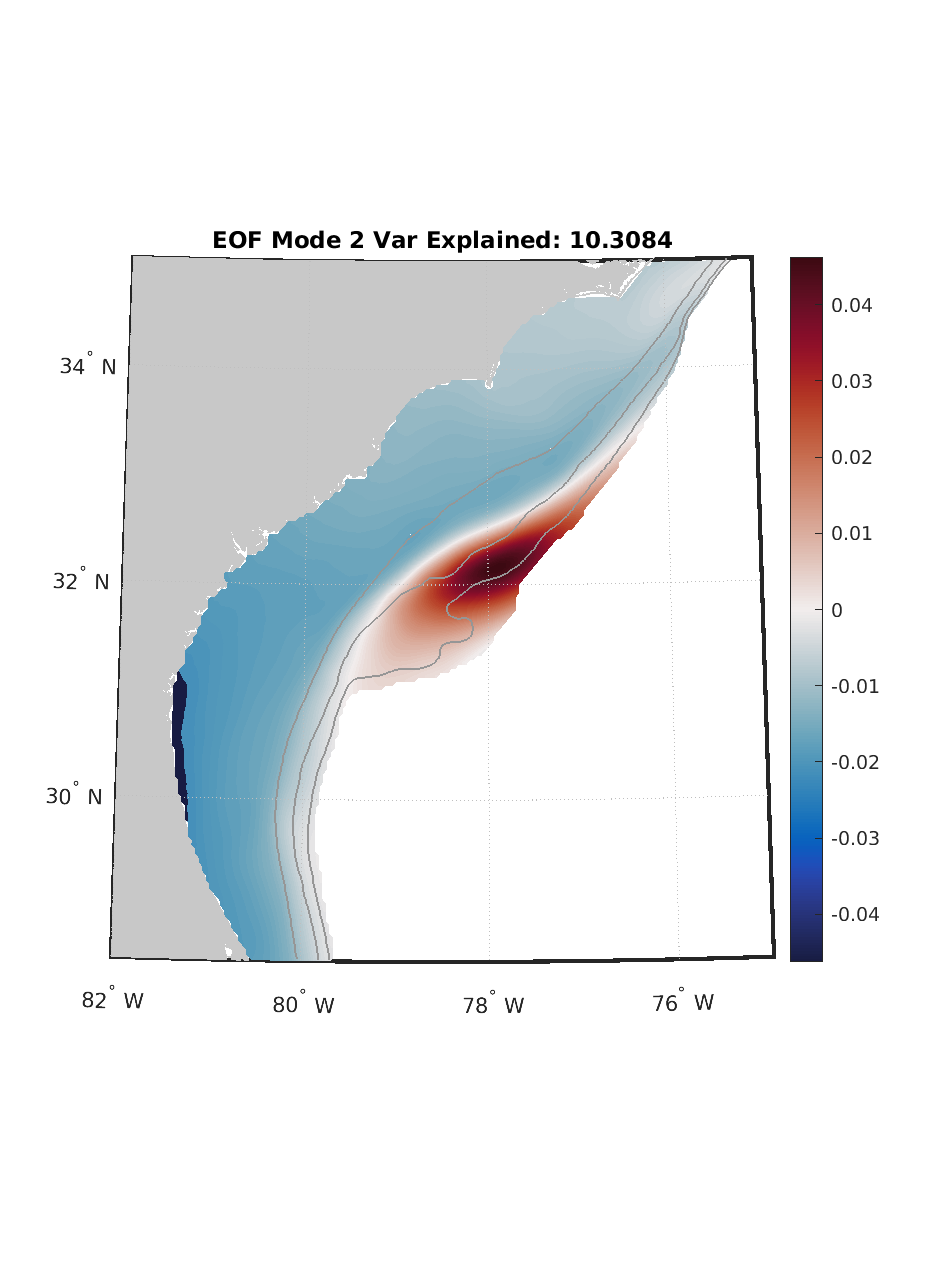 EOF Mode 2 Var Explained: 10.3084
34° N
32° N
30° N
82° W
80° W
78° W
76° W
0.04
0.03
0.02
0.01
0
-0.01
-0.02
-0.03
-0.04